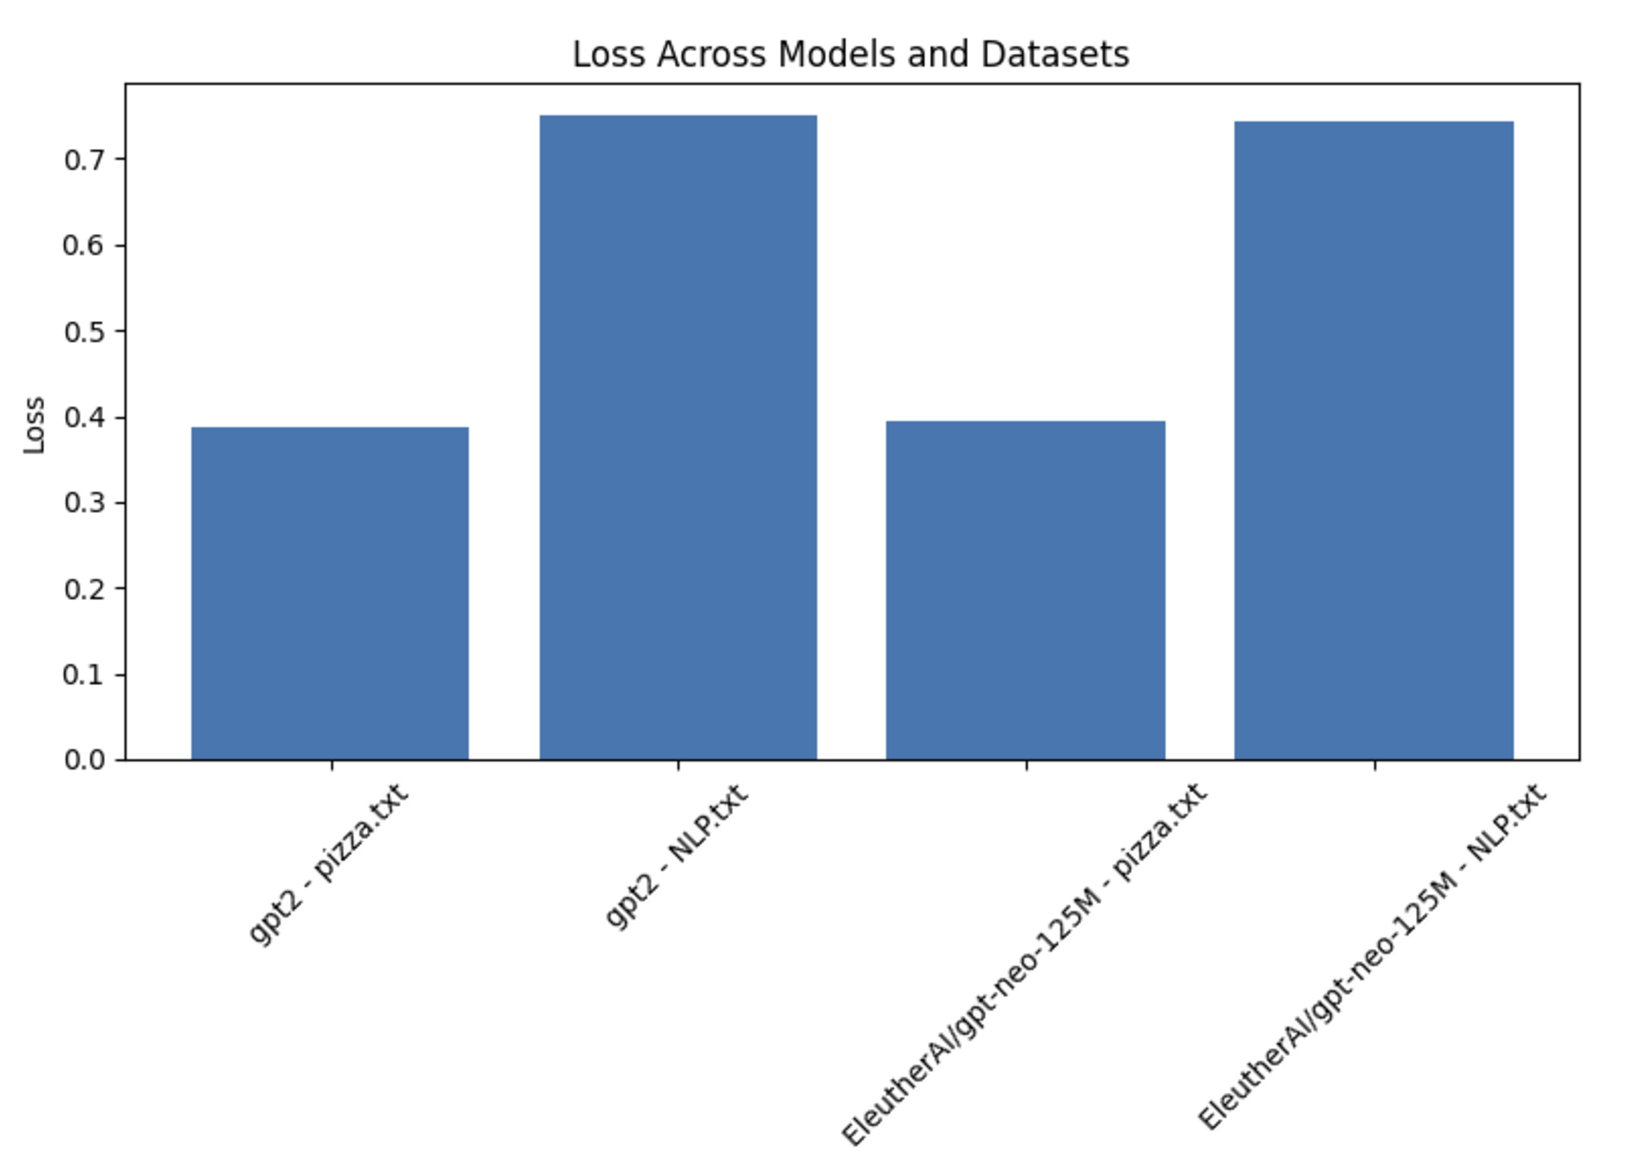 Loss Across Models and Datasets
Loss
0.7
0.6
0.5
0.4
0.3
0.2
0.1
0.0
gpt2 - pizza.txt
gpt2 - NLP.txt
EleutherAI/gpt-neo-125M - pizza.txt
EleutherAI/gpt-neo-125M - NLP.txt